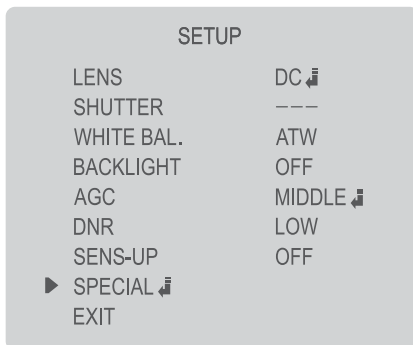 SETUP
LENS DC ↲
SHUTTER ---
WHITE BAL. ATW
BACKLIGHT OFF
AGC MIDDLE ↲
DNR LOW
SENS-UP OFF
▶ SPECIAL ↲
EXIT